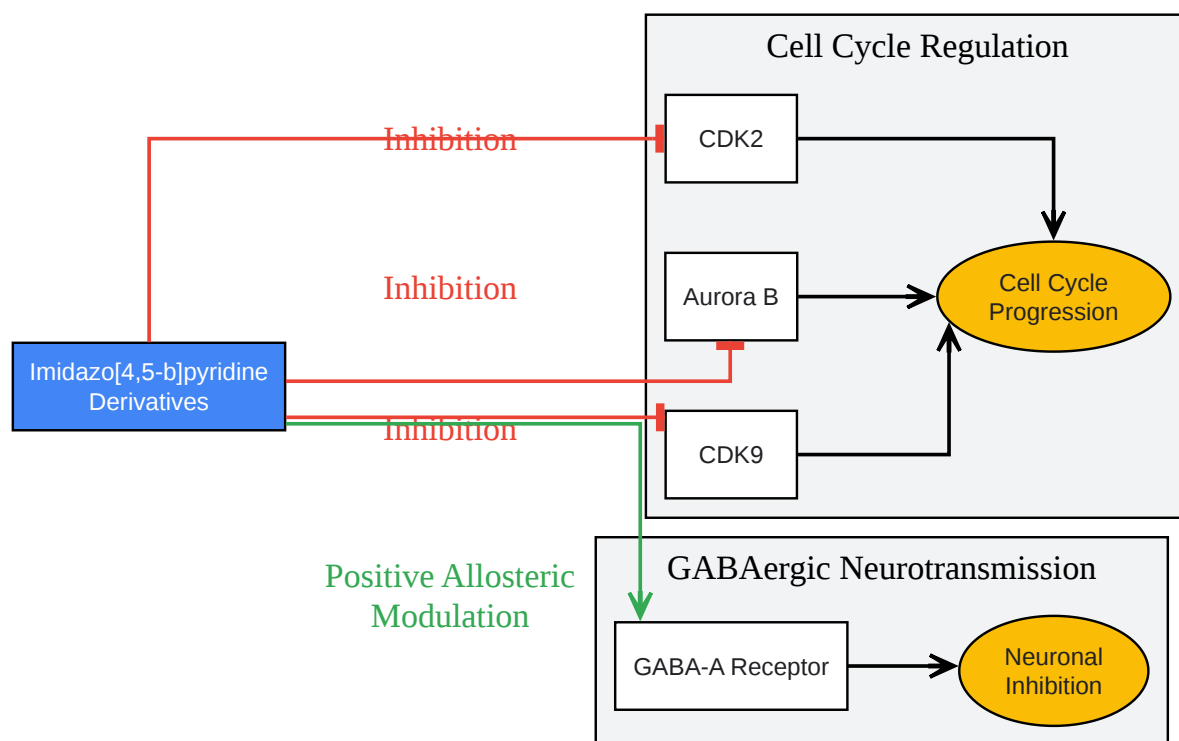 Cell Cycle Regulation
Inhibition
CDK2
Inhibition
Aurora B
Cell Cycle
Progression
Imidazo[4,5-b]pyridine
Derivatives
Inhibition
CDK9
Positive Allosteric
Modulation
GABAergic Neurotransmission
GABA-A Receptor
Neuronal
Inhibition